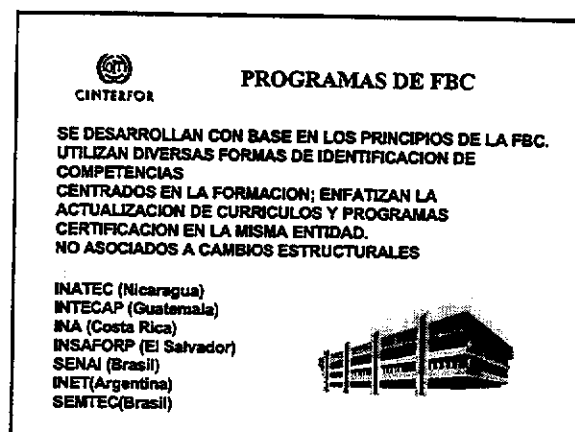 OIT
CINTERFOR
PROGRAMAS DE FBC
SE DESARROLLAN CON BASE EN LOS PRINCIPIOS DE LA FBC.
UTILIZAN DIVERSAS FORMAS DE IDENTIFICACION DE
COMPETENCIAS
CENTRADOS EN LA FORMACION; ENFATIZAN LA
ACTUALIZACION DE CURRICULOS Y PROGRAMAS
CERTIFICACION EN LA MISMA ENTIDAD.
NO ASOCIADOS A CAMBIOS ESTRUCTURALES
INATEC (Nicaragua)
INTECAP (Guatemala)
INA (Costa Rica)
INSAFORP (El Salvador)
SENAI (Brasil)
INET(Argentina)
SEMTEC(Brasil)